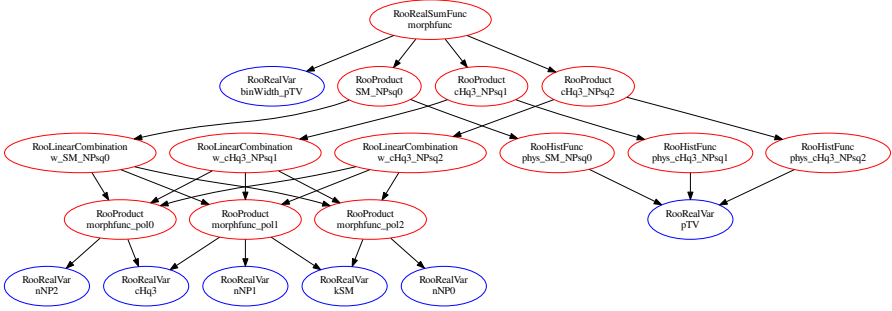 RooRealSumFunc
morphfunc
RooRealVar
binWidth_pTV
RooProduct
SM_NPsq0
RooProduct
cHq3_NPsq1
RooProduct
cHq3_NPsq2
RooLinearCombination
w_SM_NPsq0
RooLinearCombination
w_cHq3_NPsq1
RooLinearCombination
w_cHq3_NPsq2
RooHistFunc
phys_SM_NPsq0
RooHistFunc
phys_cHq3_NPsq1
RooHistFunc
phys_cHq3_NPsq2
RooProduct
morphfunc_pol0
RooProduct
morphfunc_pol1
RooProduct
morphfunc_pol2
RooRealVar
pTV
RooRealVar
nNP2
RooRealVar
cHq3
RooRealVar
nNP1
RooRealVar
kSM
RooRealVar
nNP0